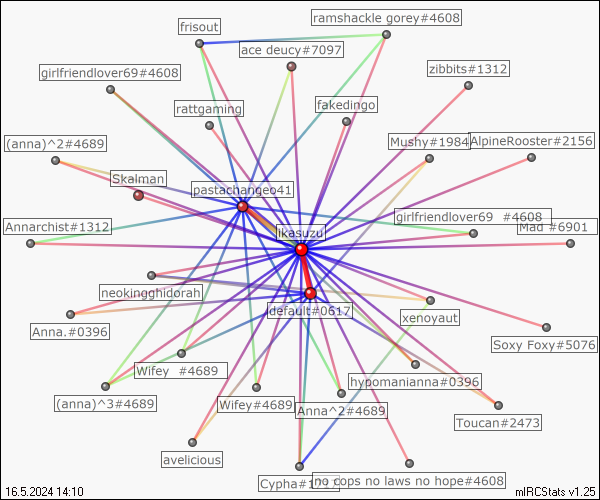 ramshackle gorey#4608
frisout
ace deucy#7097
girlfriendlover69#4608
zibbits#1312
rattgaming
fakedingo
(anna)^2#4689
Mushy#1984
AlpineRooster#2156
Skalman
pastachangeo41
Annarchist#1312
girlfriendlover69 #4608
Mad #6901
likasuzu
neokingghidorah
default#0617
xenoyaut
Anna.#0396
Soxy Foxy#5076
Wifey #4689
hypomanianna#0396
(anna)^3#4689
Wifey#4689
Anna^2#4689
Toucan#2473
avelicious
Cypha#
no cops no laws no hope#4608
16.5.2024 14:10
mIRCStats v1.25